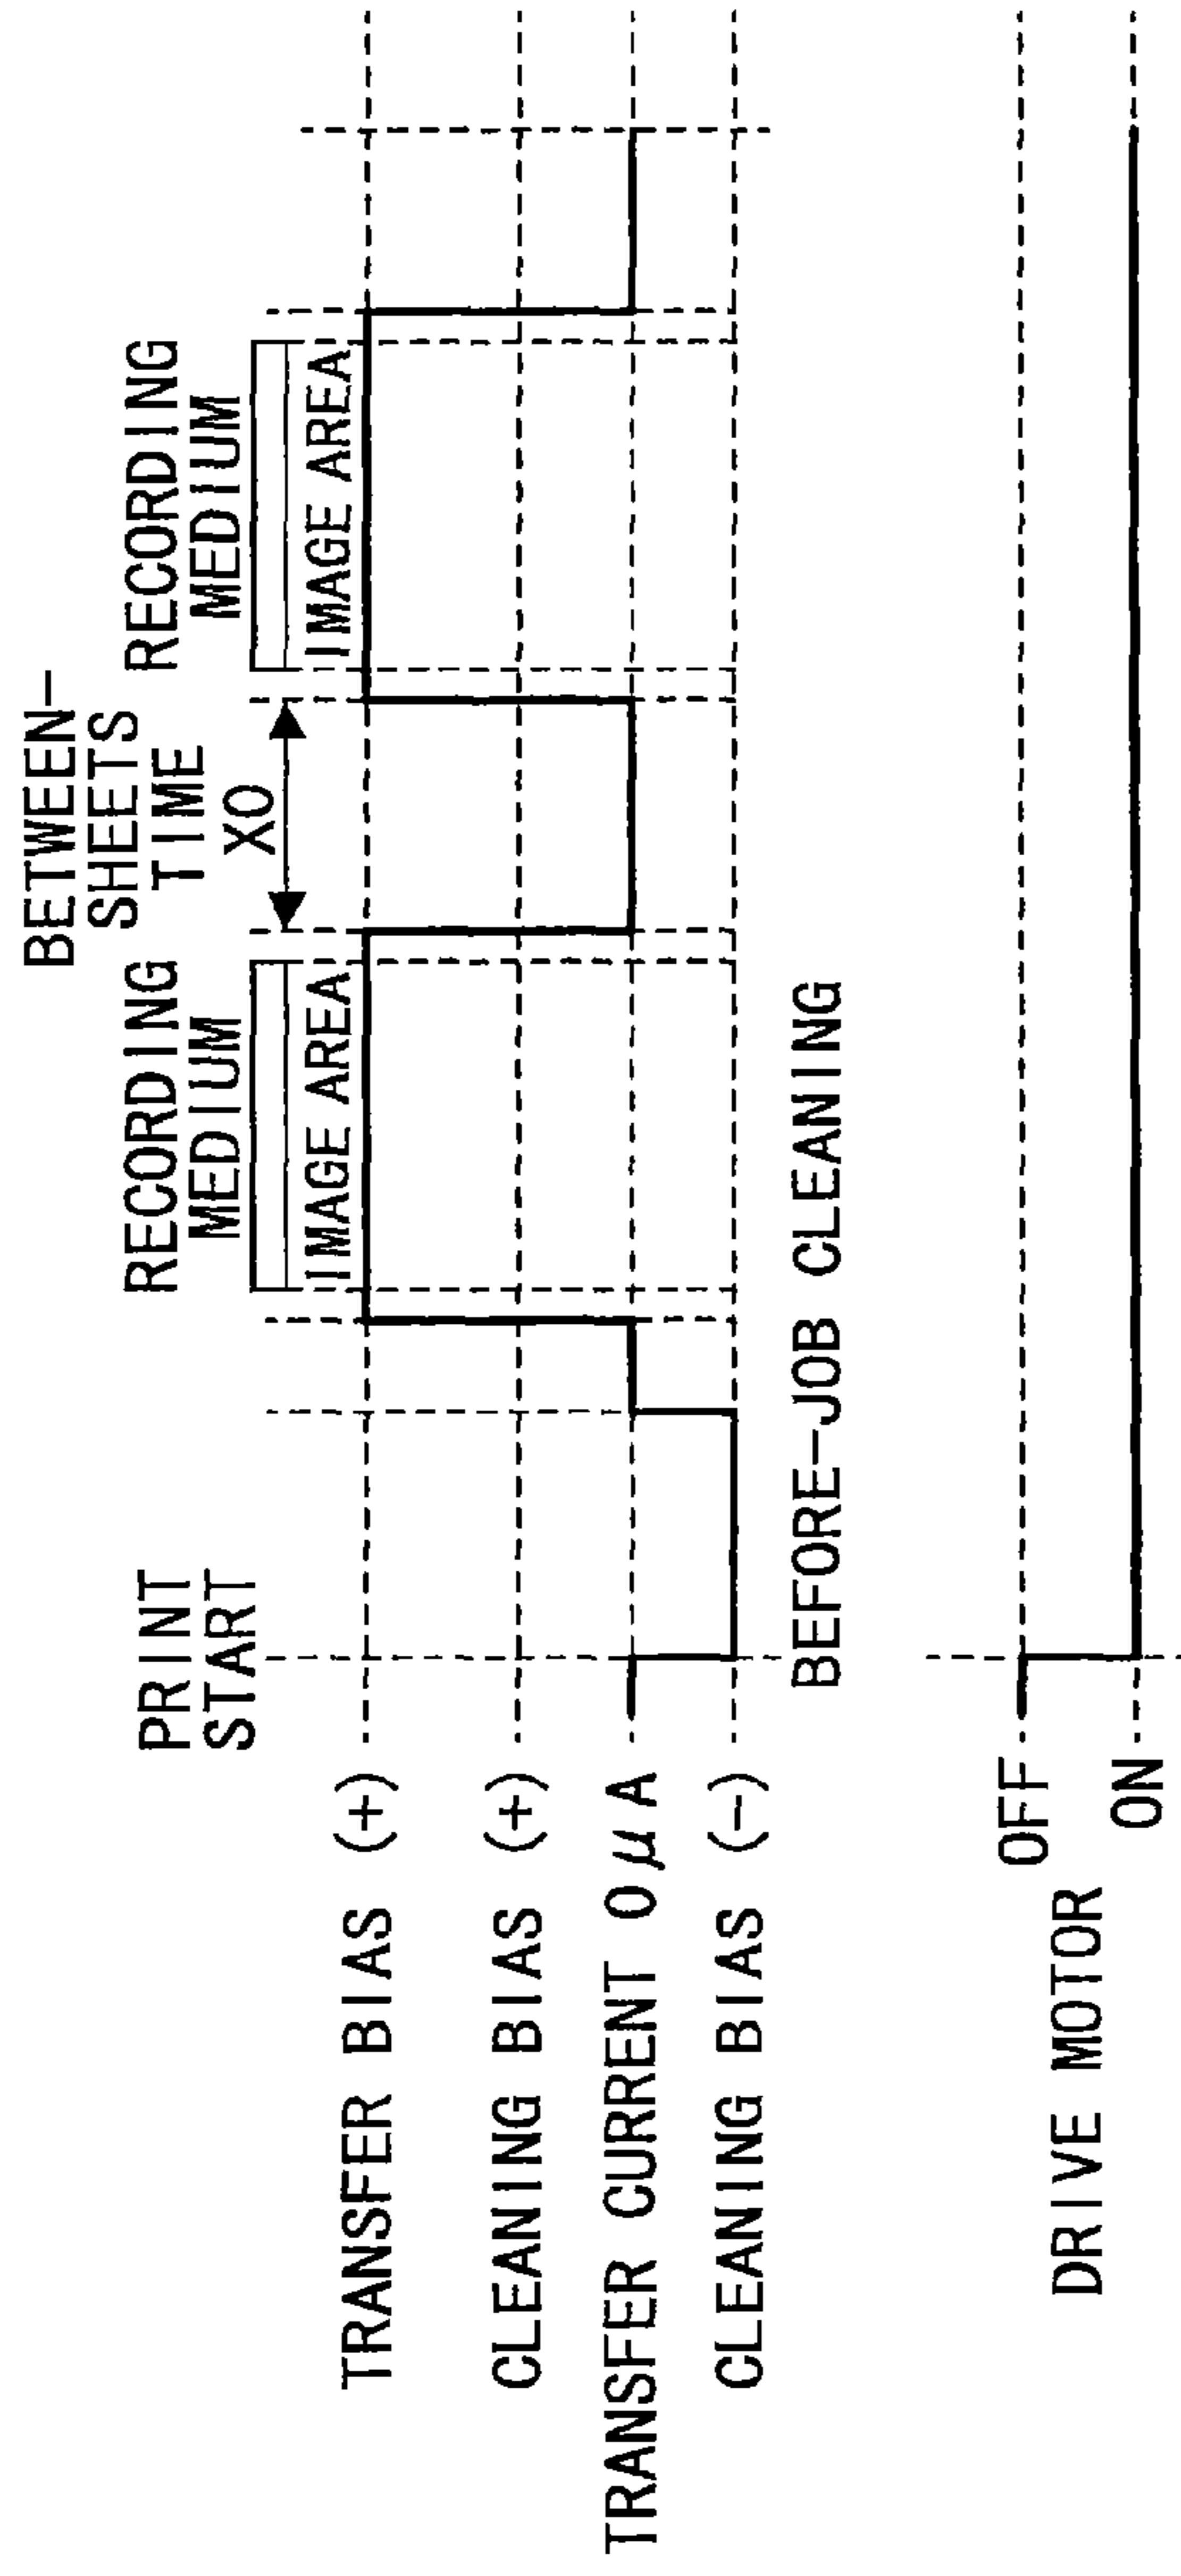 BETWEEN-
SHEETS
TIME
X0
PRINT
START
RECORDING
MEDIUM
IMAGE AREA
RECORDING
MEDIUM
IMAGE AREA
TRANSFER BIAS (+)
CLEANING BIAS (+)
TRANSFER CURRENT 0μA
CLEANING BIAS (-)
BEFORE-JOB CLEANING
DRIVE MOTOR
OFF
ON